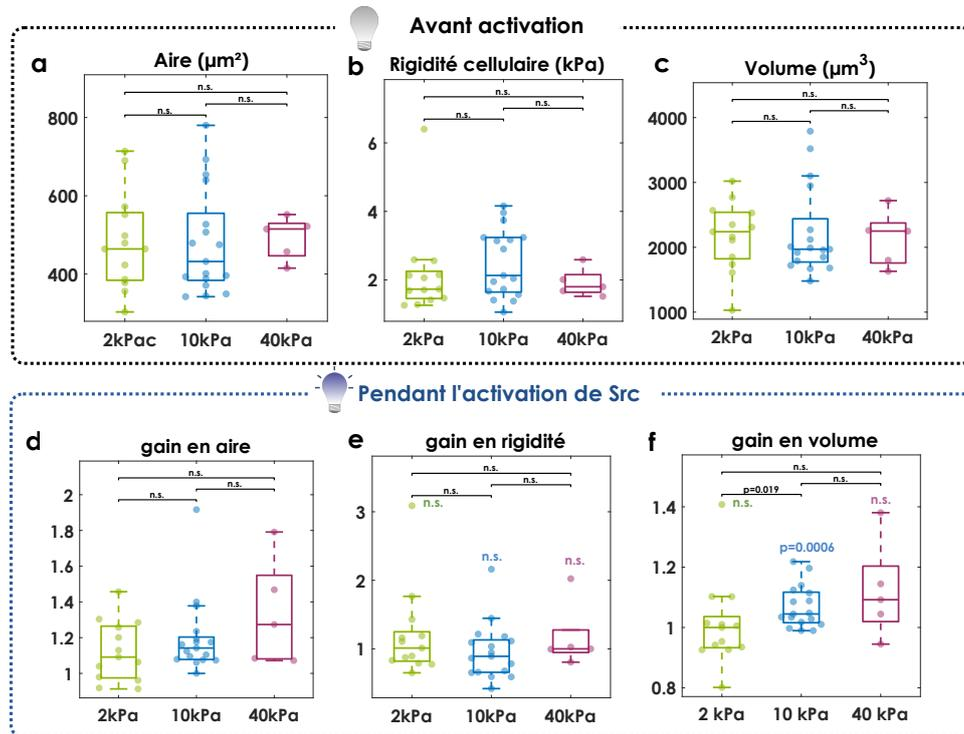 Avant activation
a
Aire (µm²)
n.s.
n.s.
n.s.
800
600
400
2kPac
10kPa
40kPa
b
Rigidité cellulaire (kPa)
n.s.
n.s.
n.s.
6
4
2
2kPa
10kPa
40kPa
c
Volume (µm³)
n.s.
n.s.
n.s.
4000
3000
2000
1000
2kPa
10kPa
40kPa
Pendant l'activation de Src
d
gain en aire
n.s.
n.s.
n.s.
2
1.8
1.6
1.4
1.2
1
2kPa
10kPa
40kPa
e
gain en rigidité
n.s.
n.s.
n.s.
n.s.
n.s.
n.s.
3
2
1
2kPa
10kPa
40kPa
f
gain en volume
n.s.
n.s.
p=0.019
n.s.
n.s.
p=0.0006
1.4
1.2
1
0.8
2 kPa
10 kPa
40 kPa